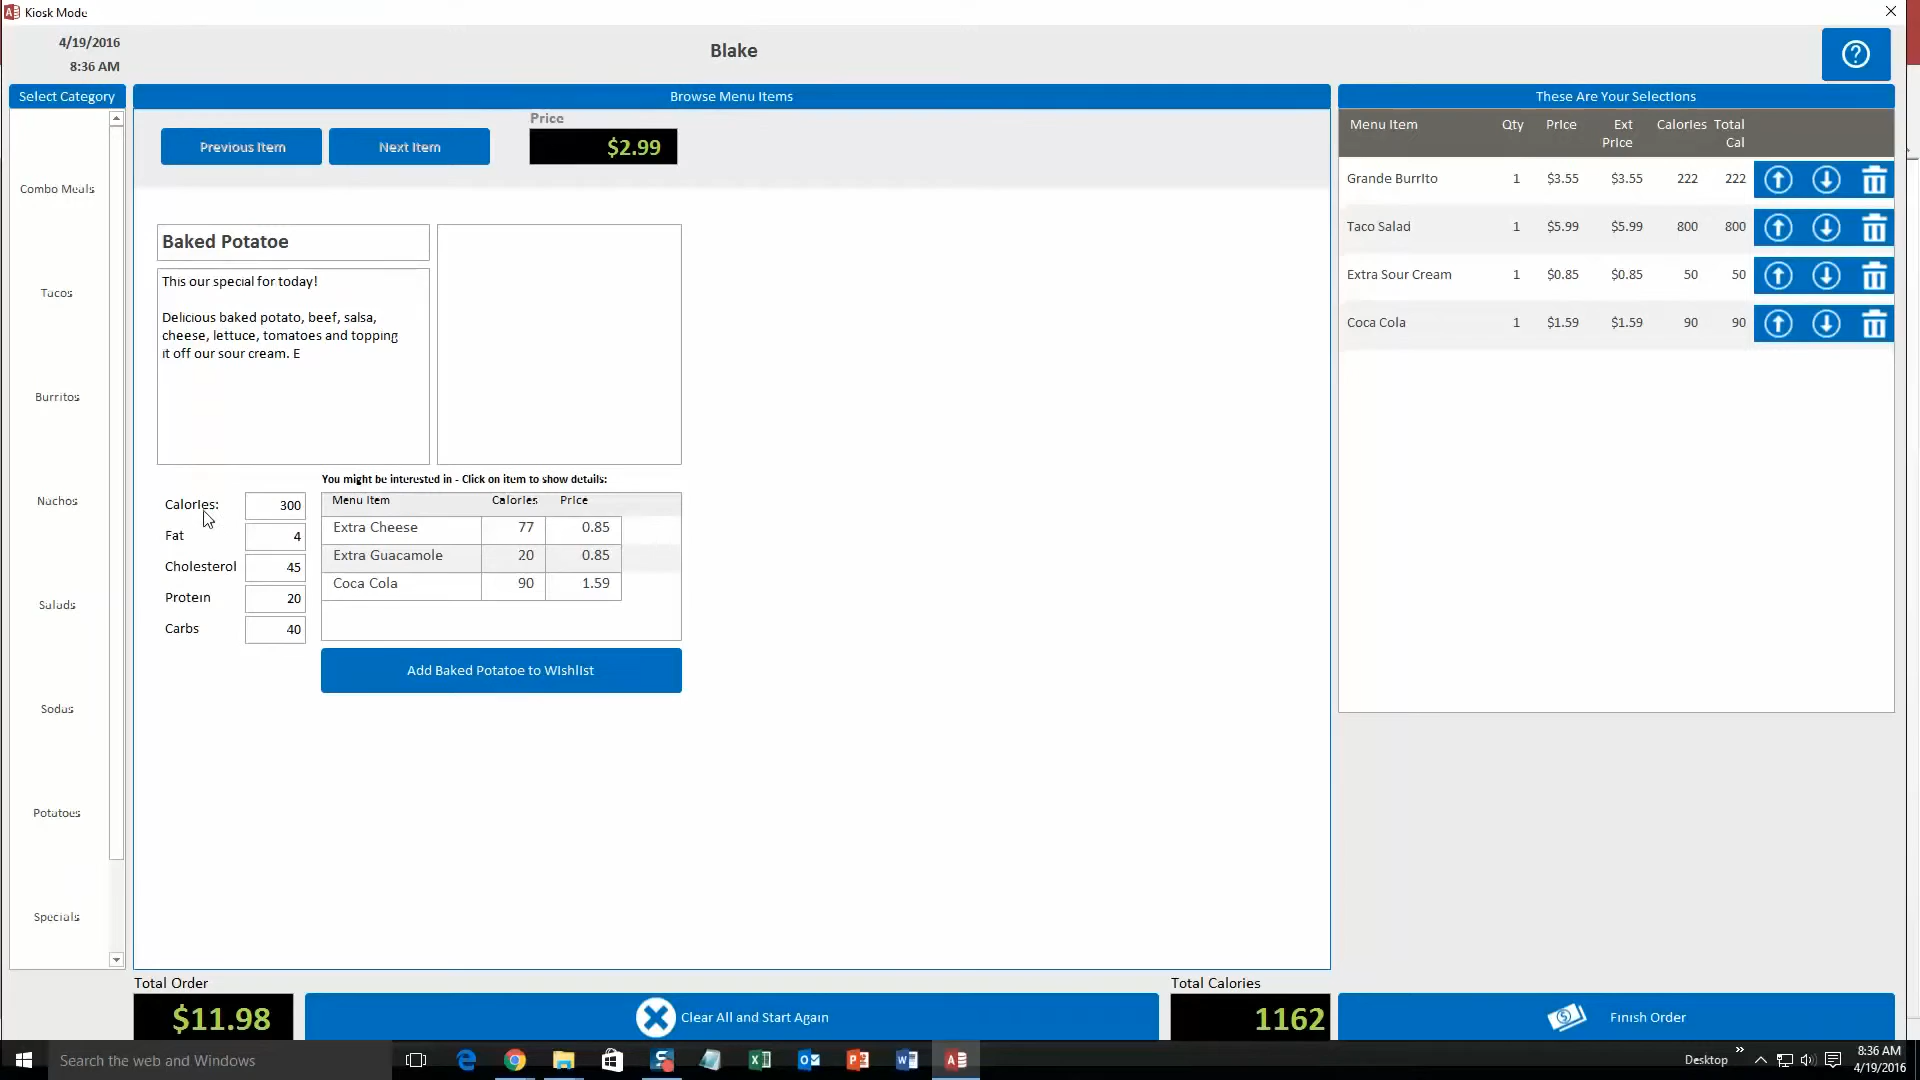 Kiosk Mode
4/19/2016
8:36 AM
Blake
Select Category
Combo Meals
Tacos
Burritos
Nachos
Salads
Sodas
Potatoes
Specials
Browse Menu Items
Previous Item
Next Item
Price
$2.99
Baked Potatoe
This our special for today!
Delicious baked potato, beef, salsa,
cheese, lettuce, tomatoes and topping
it off our sour cream. E
Calories: 300
Fat 4
Cholesterol 45
Protein 20
Carbs 40
You might be interested in - Click on item to show details:
Menu Item Calories Price
Extra Cheese 77 0.85
Extra Guacamole 20 0.85
Coca Cola 90 1.59
Add Baked Potatoe to Wishlist
These Are Your Selections
Menu Item Qty Price Ext Price Calories Total Cal
Grande Burrito 1 $3.55 $3.55 222 222
Taco Salad 1 $5.99 $5.99 800 800
Extra Sour Cream 1 $0.85 $0.85 50 50
Coca Cola 1 $1.59 $1.59 90 90
Total Order
$11.98
Clear All and Start Again
Total Calories
1162
Finish Order
Search the web and Windows
Desktop
8:36 AM
4/19/2016